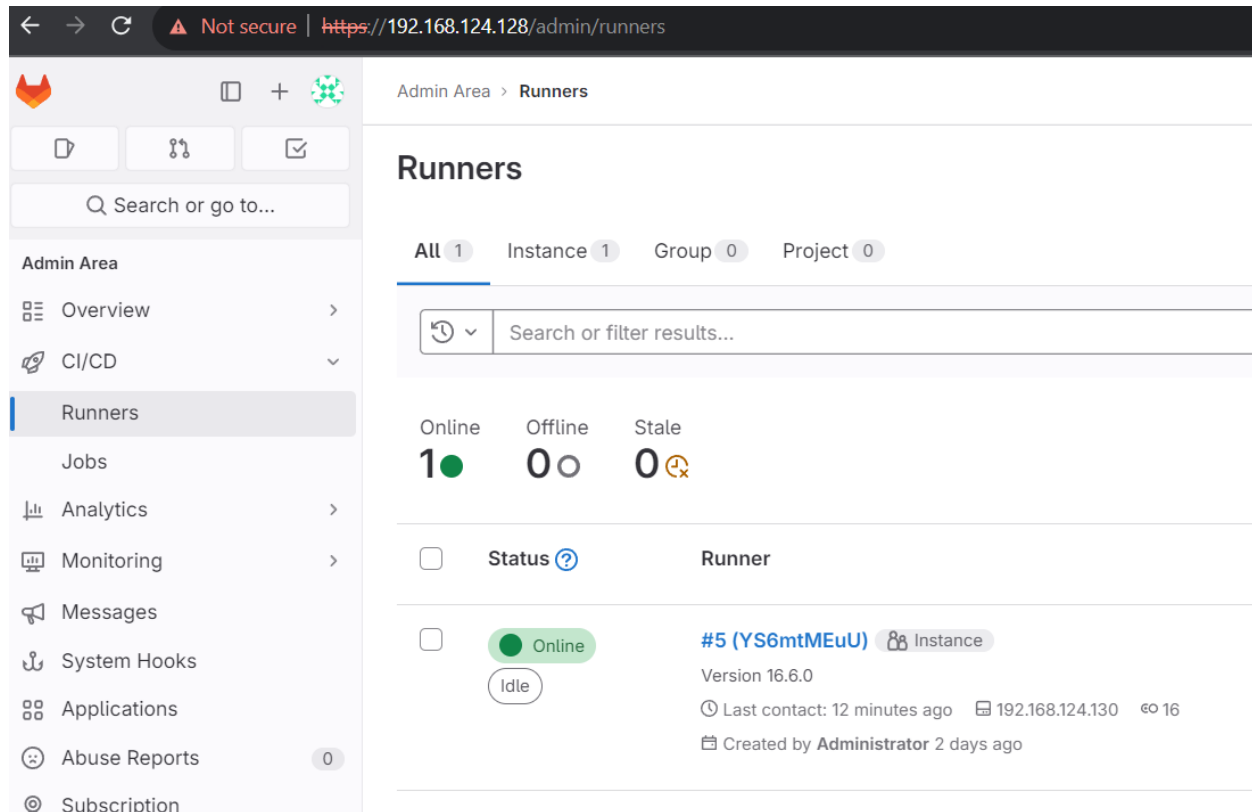 Not secure | https://192.168.124.128/admin/runners
Admin Area > Runners
Search or go to...
Admin Area
Overview
CI/CD
Runners
Jobs
Analytics
Monitoring
Messages
System Hooks
Applications
Abuse Reports 0
Subscription
Runners
All 1 Instance 1 Group 0 Project 0
Search or filter results...
Online Offline Stale
1 0 0
Status ? Runner
Online #5 (YS6mtMEuU) Instance
Idle
Version 16.6.0
Last contact: 12 minutes ago 192.168.124.130 16
Created by Administrator 2 days ago